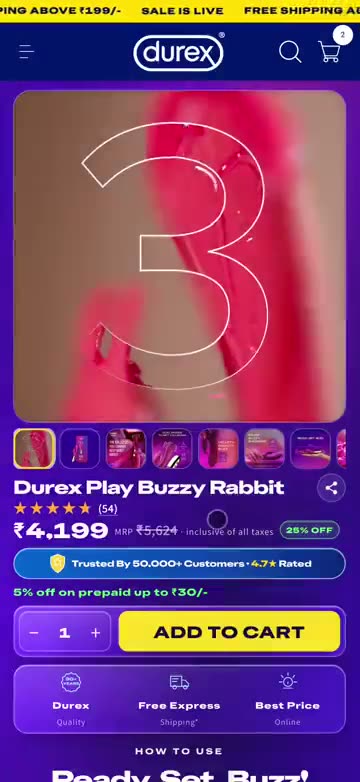 PING ABOVE ₹199/- SALE IS LIVE FREE SHIPPING A
durex®
2
3
Durex Play Buzzy Rabbit
(54)
₹4,199 MRP ₹5,624 · inclusive of all taxes 25% OFF
Trusted By 50,000+ Customers • 4.7★ Rated
5% off on prepaid up to ₹30/-
− 1 + ADD TO CART
Durex Free Express Best Price
Quality Shipping* Online
HOW TO USE
Ready, Set, Buzz!